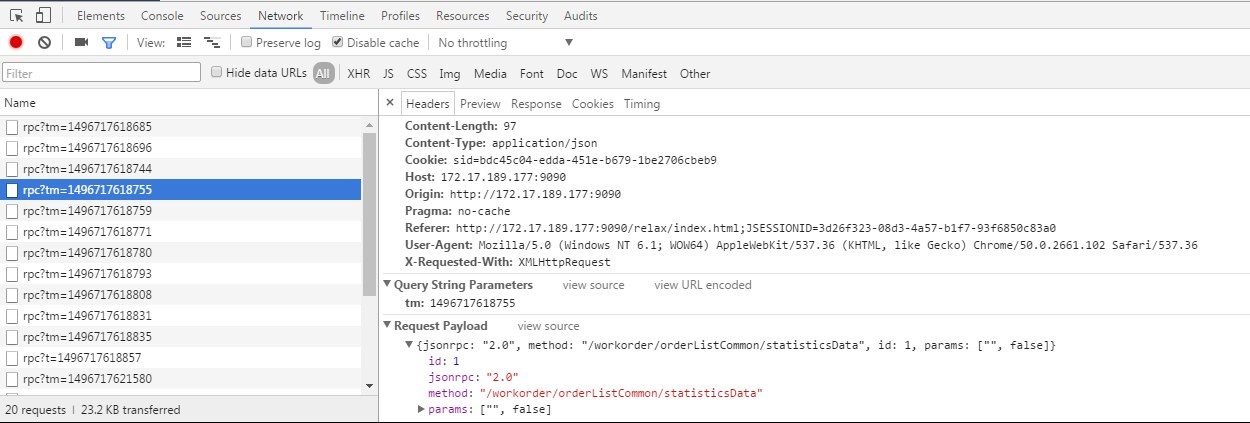 Elements Console Sources Network Timeline Profiles Resources Security Audits
View: Preserve log Disable cache No throttling
Filter Hide data URLs All XHR JS CSS Img Media Font Doc WS Manifest Other
Name
rpc?tm=1496717618685
rpc?tm=1496717618696
rpc?tm=1496717618744
rpc?tm=1496717618755
rpc?tm=1496717618759
rpc?tm=1496717618771
rpc?tm=1496717618780
rpc?tm=1496717618793
rpc?tm=1496717618808
rpc?tm=1496717618831
rpc?tm=1496717618835
rpc?t=1496717618857
rpc?tm=1496717621580
20 requests | 23.2 KB transferred
× Headers Preview Response Cookies Timing
Content-Length: 97
Content-Type: application/json
Cookie: sid=bdc45c04-edda-451e-b679-1be2706cbeb9
Host: 172.17.189.177:9090
Origin: http://172.17.189.177:9090
Pragma: no-cache
Referer: http://172.17.189.177:9090/relax/index.html;JSESSIONID=3d26f323-08d3-4a57-b1f7-93f6850c83a0
User-Agent: Mozilla/5.0 (Windows NT 6.1; WOW64) AppleWebKit/537.36 (KHTML, like Gecko) Chrome/50.0.2661.102 Safari/537.36
X-Requested-With: XMLHttpRequest
Query String Parameters view source view URL encoded
tm: 1496717618755
Request Payload view source
{jsonrpc: "2.0", method: "/workorder/orderListCommon/statisticsData", id: 1, params: ["", false]}
id: 1
jsonrpc: "2.0"
method: "/workorder/orderListCommon/statisticsData"
params: ["", false]